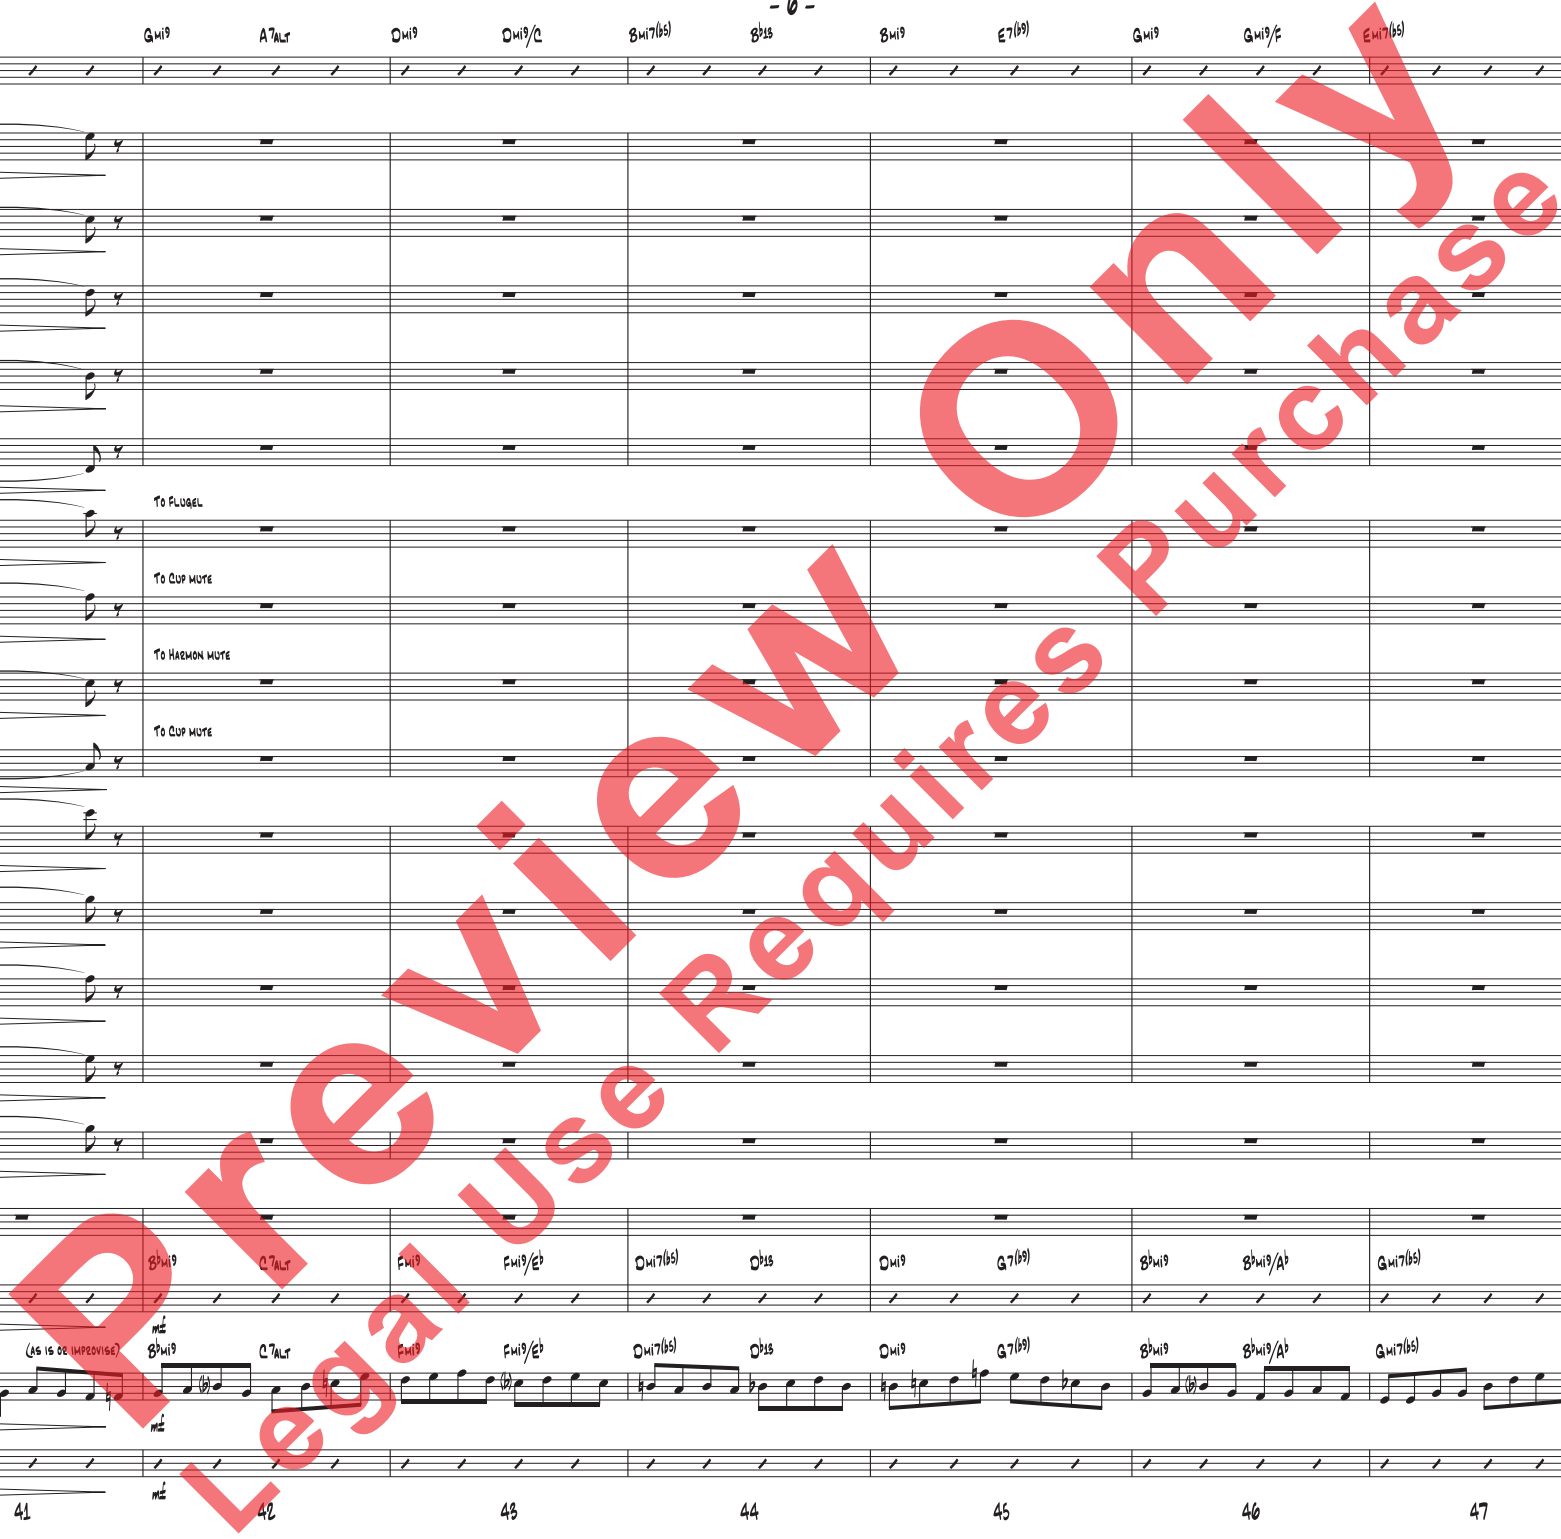 - 6 -
Gmi9 A7alt Dmi9 Dmi9/C Bmi7(b5) Bb13 Bmi9 E7(b9) Gmi9 Gmi9/F Emi7(b5)
To Flugel
To Cup mute
To Harmon mute
To Cup mute
Bbmi9 C7alt Fmi9 Fmi9/Eb Dmi7(b5) Db13 Dmi9 G7(b9) Bbmi9 Bbmi9/Ab Gmi7(b5)
mf
(as is or improvise) Bbmi9 C7alt Fmi9 Fmi9/Eb Dmi7(b5) Db13 Dmi9 G7(b9) Bbmi9 Bbmi9/Ab Gmi7(b5)
mf
mf
41 42 43 44 45 46 47
Preview Only
Legal Use Requires Purchase